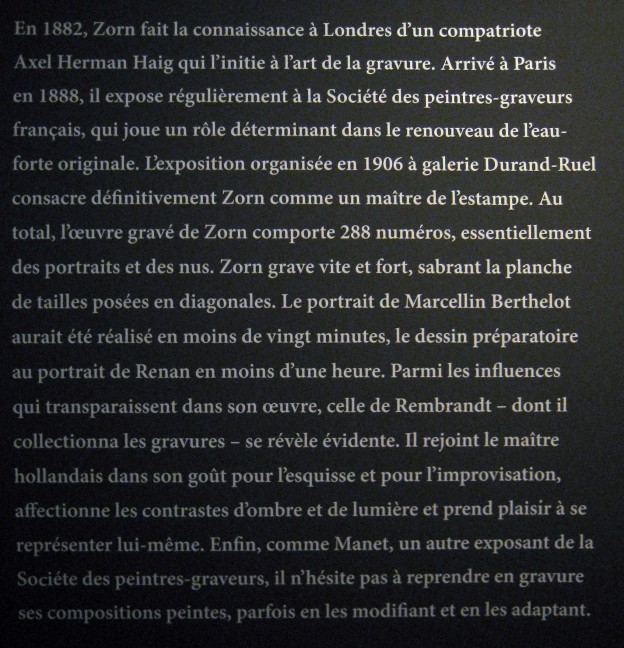 En 1882, Zorn fait la connaissance à Londres d'un compatriote
Axel Herman Haig qui l'initie à l'art de la gravure. Arrivé à Paris
en 1888, il expose régulièrement à la Société des peintres-graveurs
français, qui joue un rôle déterminant dans le renouveau de l'eau-
forte originale. L'exposition organisée en 1906 à galerie Durand-Ruel
consacre définitivement Zorn comme un maître de l'estampe. Au
total, l'œuvre gravé de Zorn comporte 288 numéros, essentiellement
des portraits et des nus. Zorn grave vite et fort, sabrant la planche
de tailles posées en diagonales. Le portrait de Marcellin Berthelot
aurait été réalisé en moins de vingt minutes, le dessin préparatoire
au portrait de Renan en moins d'une heure. Parmi les influences
qui transparaissent dans son œuvre, celle de Rembrandt – dont il
collectionna les gravures – se révèle évidente. Il rejoint le maître
hollandais dans son goût pour l'esquisse et pour l'improvisation,
affectionne les contrastes d'ombre et de lumière et prend plaisir à se
représenter lui-même. Enfin, comme Manet, un autre exposant de la
Sociéte des peintres-graveurs, il n'hésite pas à reprendre en gravure
ses compositions peintes, parfois en les modifiant et en les adaptant.